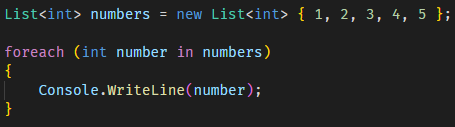 List<int> numbers = new List<int> { 1, 2, 3, 4, 5 };
foreach (int number in numbers)
{
    Console.WriteLine(number);
}